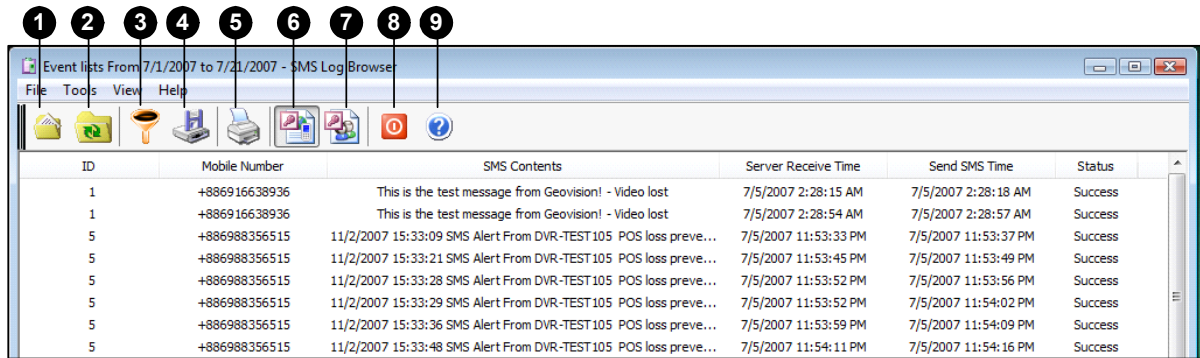 1 2 3 4 5 6 7 8 9
Event lists From 7/1/2007 to 7/21/2007 - SMS Log Browser
File Tools View Help
ID Mobile Number SMS Contents Server Receive Time Send SMS Time Status
1 +886916638936 This is the test message from Geovision! - Video lost 7/5/2007 2:28:15 AM 7/5/2007 2:28:18 AM Success
1 +886916638936 This is the test message from Geovision! - Video lost 7/5/2007 2:28:54 AM 7/5/2007 2:28:57 AM Success
5 +886988356515 11/2/2007 15:33:09 SMS Alert From DVR-TEST105 POS loss preve... 7/5/2007 11:53:33 PM 7/5/2007 11:53:37 PM Success
5 +886988356515 11/2/2007 15:33:21 SMS Alert From DVR-TEST105 POS loss preve... 7/5/2007 11:53:45 PM 7/5/2007 11:53:49 PM Success
5 +886988356515 11/2/2007 15:33:28 SMS Alert From DVR-TEST105 POS loss preve... 7/5/2007 11:53:52 PM 7/5/2007 11:53:56 PM Success
5 +886988356515 11/2/2007 15:33:29 SMS Alert From DVR-TEST105 POS loss preve... 7/5/2007 11:53:52 PM 7/5/2007 11:54:02 PM Success
5 +886988356515 11/2/2007 15:33:36 SMS Alert From DVR-TEST105 POS loss preve... 7/5/2007 11:53:59 PM 7/5/2007 11:54:09 PM Success
5 +886988356515 11/2/2007 15:33:48 SMS Alert From DVR-TEST105 POS loss preve... 7/5/2007 11:54:11 PM 7/5/2007 11:54:16 PM Success